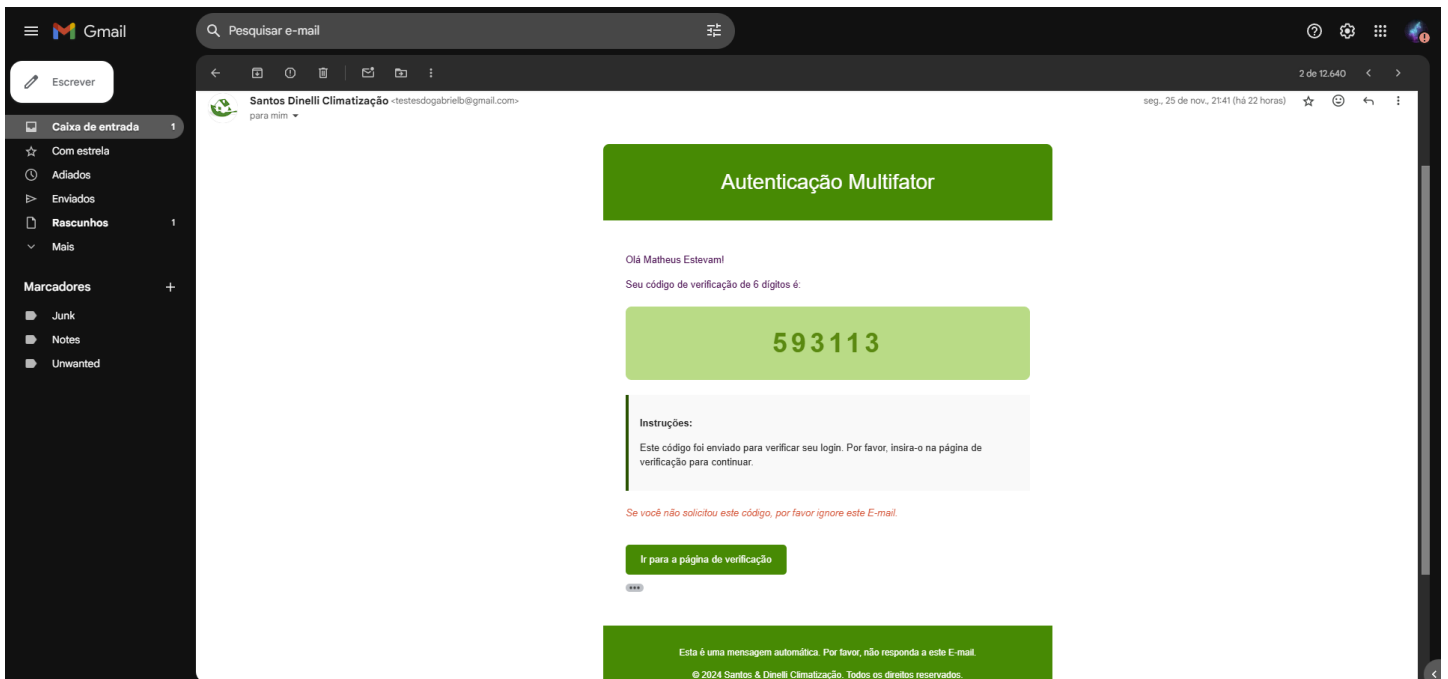 Gmail
Pesquisar e-mail
Escrever
2 de 12.640
Caixa de entrada 1
Com estrela
Adiados
Enviados
Rascunhos 1
Mais
Marcadores
Junk
Notes
Unwanted
Santos Dinelli Climatização <testesdogabrielb@gmail.com>
seg., 25 de nov., 21:41 (há 22 horas)
para mim
Autenticação Multifator
Olá Matheus Estevam!
Seu código de verificação de 6 dígitos é:
593113
Instruções:
Este código foi enviado para verificar seu login. Por favor, insira-o na página de
verificação para continuar.
Se você não solicitou este código, por favor ignore este E-mail.
Ir para a página de verificação
Esta é uma mensagem automática. Por favor, não responda a este E-mail.
© 2024 Santos & Dinelli Climatização. Todos os direitos reservados.